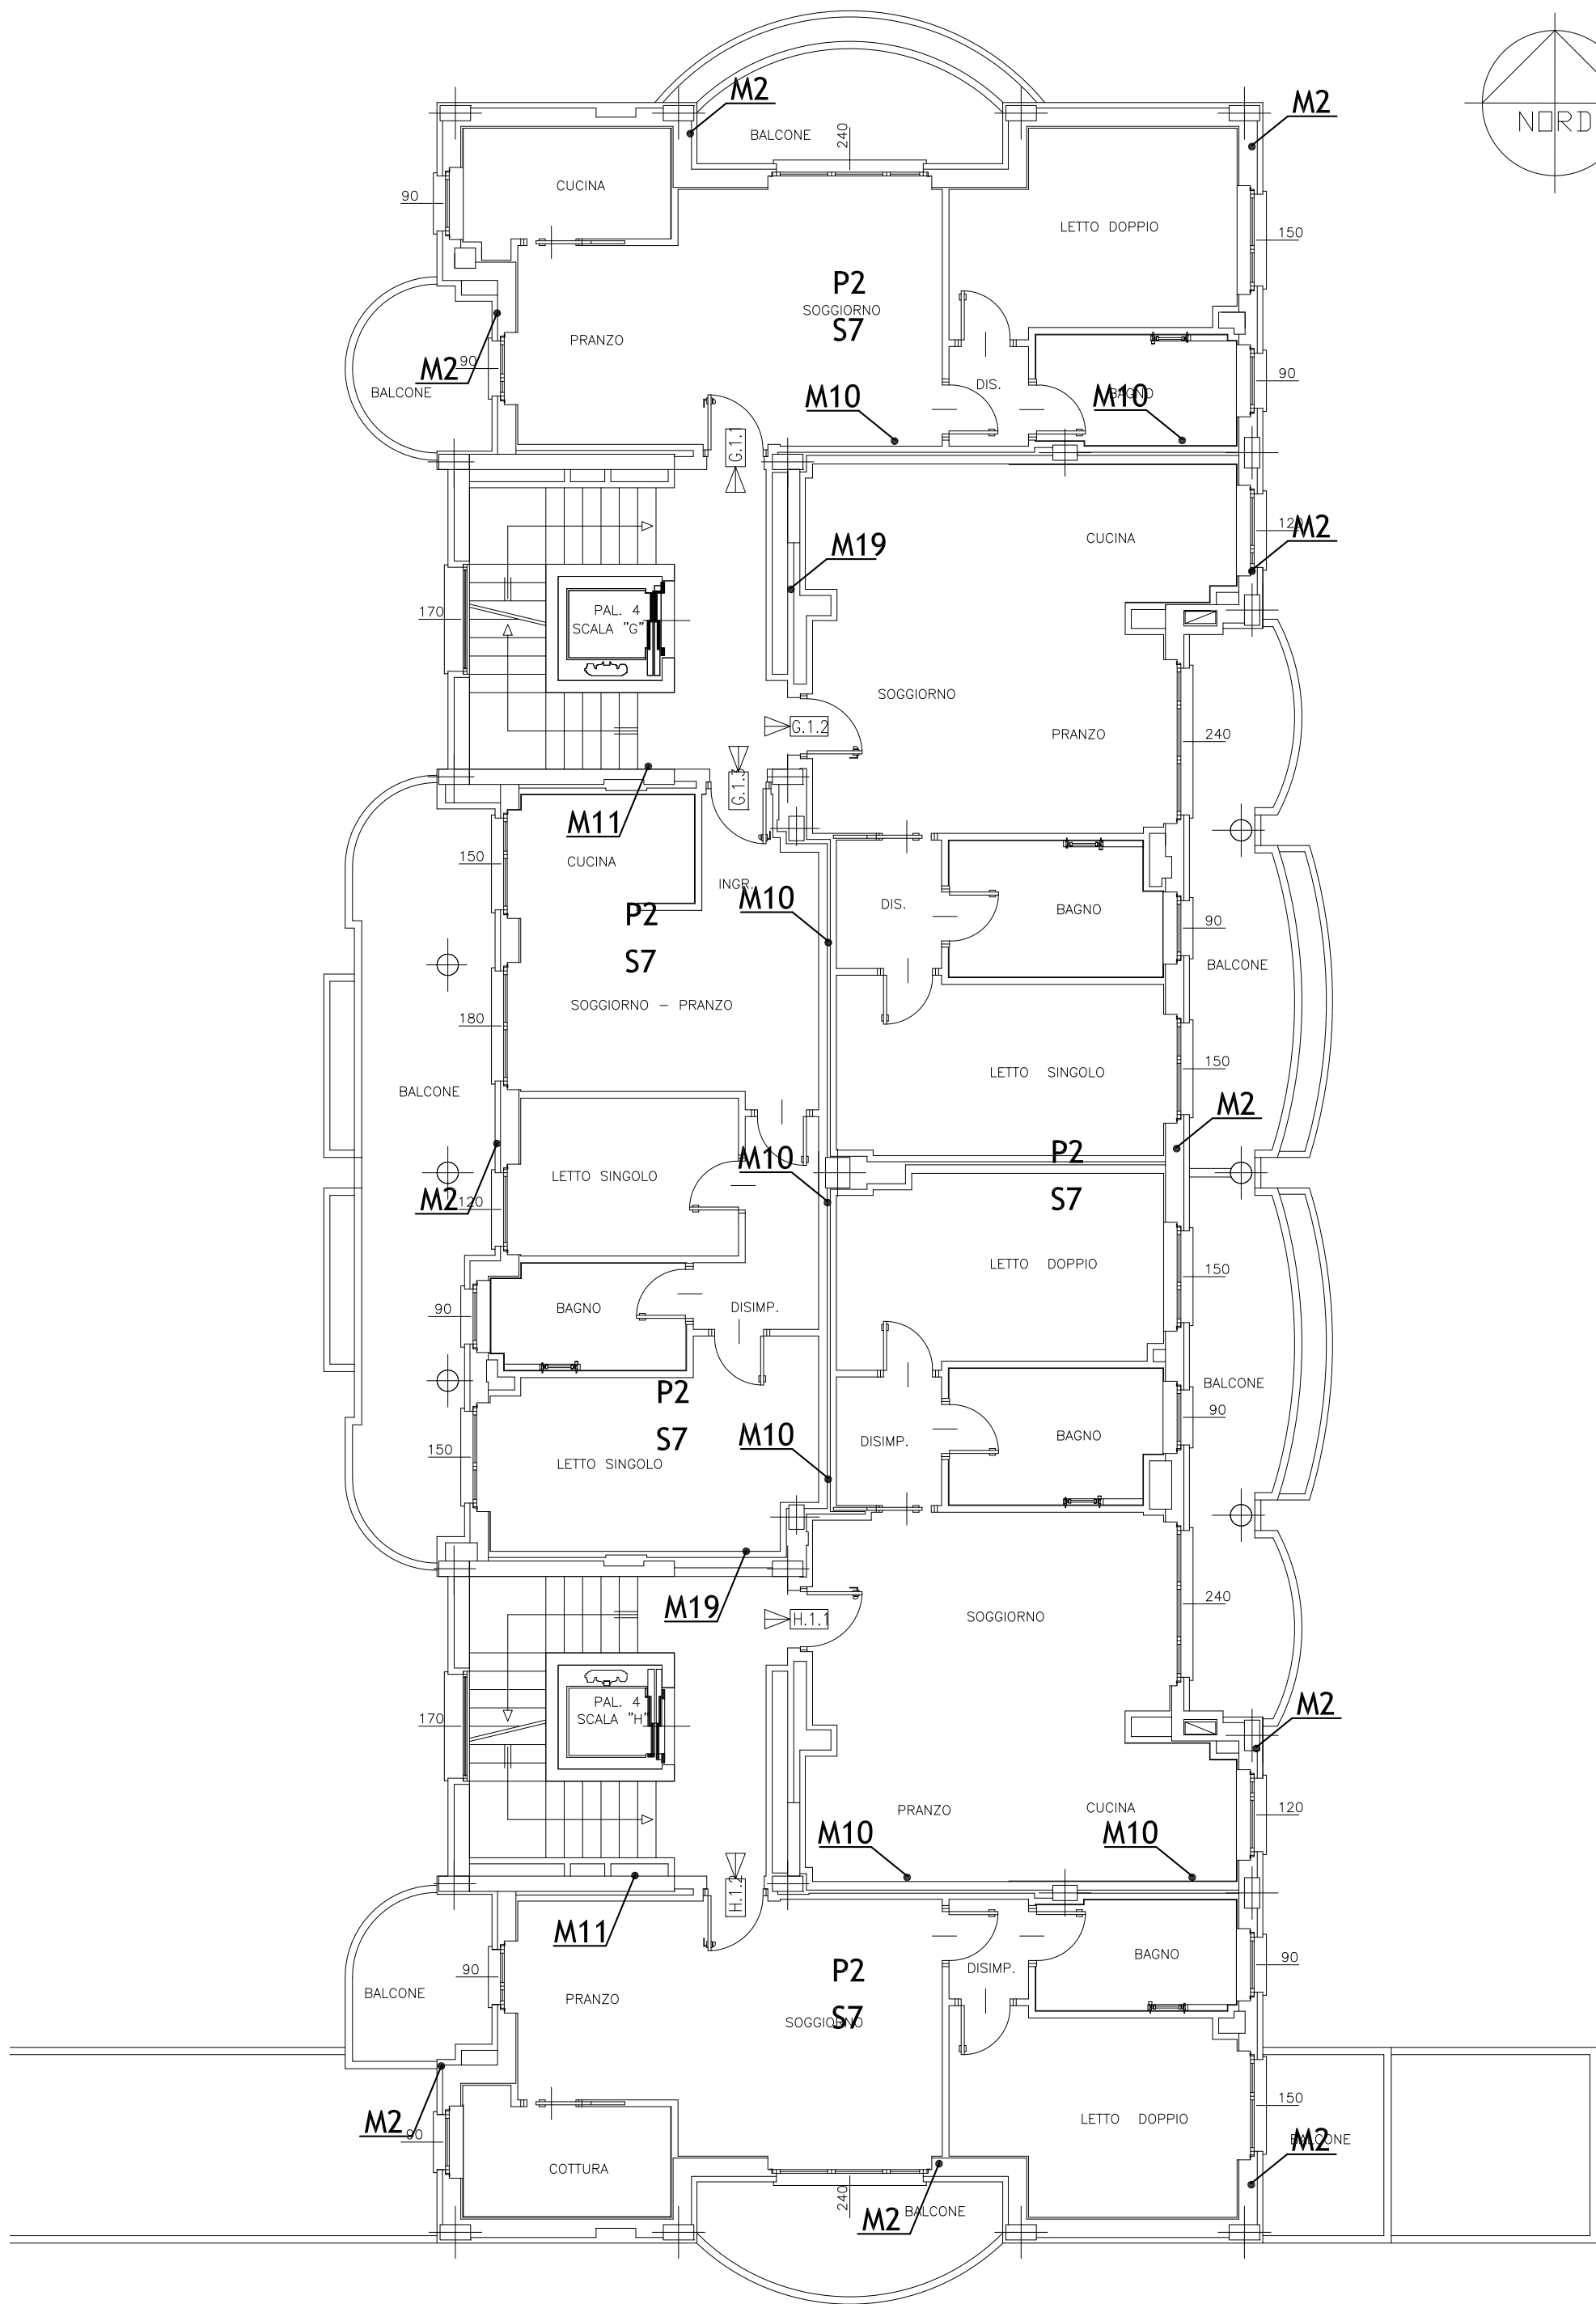 M2
M2
BALCONE
240
NORD
CUCINA
90
LETTO DOPPIO
150
P2
SOGGIORNO
S7
PRANZO
M2
90
BALCONE
DIS.
90
M10
M10
BAGNO
G.1.1
M2
120
CUCINA
M19
PAL. 4
SCALA "G"
170
SOGGIORNO
G.1.2
PRANZO
240
G.1.3
M11
150
CUCINA
INGR.
M10
P2
S7
DIS.
BAGNO
90
BALCONE
SOGGIORNO - PRANZO
180
LETTO SINGOLO
150
BALCONE
M2
M10
P2
S7
LETTO SINGOLO
M2
120
LETTO DOPPIO
150
BAGNO
DISIMP.
90
P2
S7
BALCONE
90
M10
DISIMP.
BAGNO
150
LETTO SINGOLO
M19
H.1.1
SOGGIORNO
240
PAL. 4
SCALA "H"
170
M2
PRANZO
CUCINA
120
M10
M10
H.1.2
M11
BAGNO
90
P2
DISIMP.
90
BALCONE
PRANZO
SOGGIORNO
S7
M2
90
LETTO DOPPIO
150
M2
BALCONE
COTTURA
240
BALCONE
M2